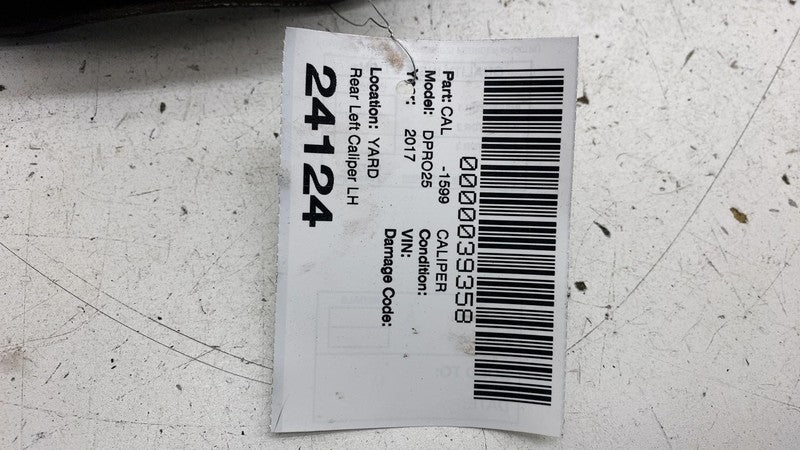 0000039358
Part: CAL -1599 CALIPER
Model: DPRO25 Condition:
Year: 2017 VIN:
Damage Code:
Location: YARD
Rear Left Caliper LH
24124